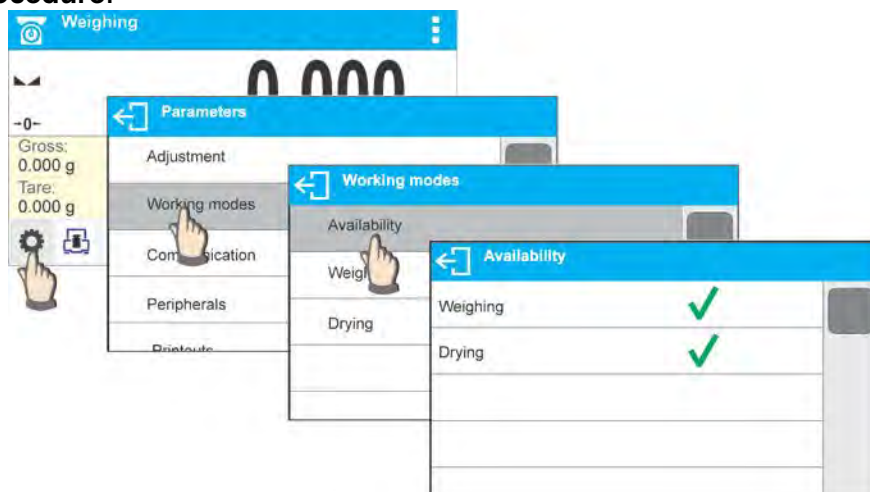 Weighing
0.000
→0←
Gross:
0.000 g
Tare:
0.000 g
Parameters
Adjustment
Working modes
Peripherals
Printouts
Working modes
Availability
Drying
Availability
Weighing
Drying